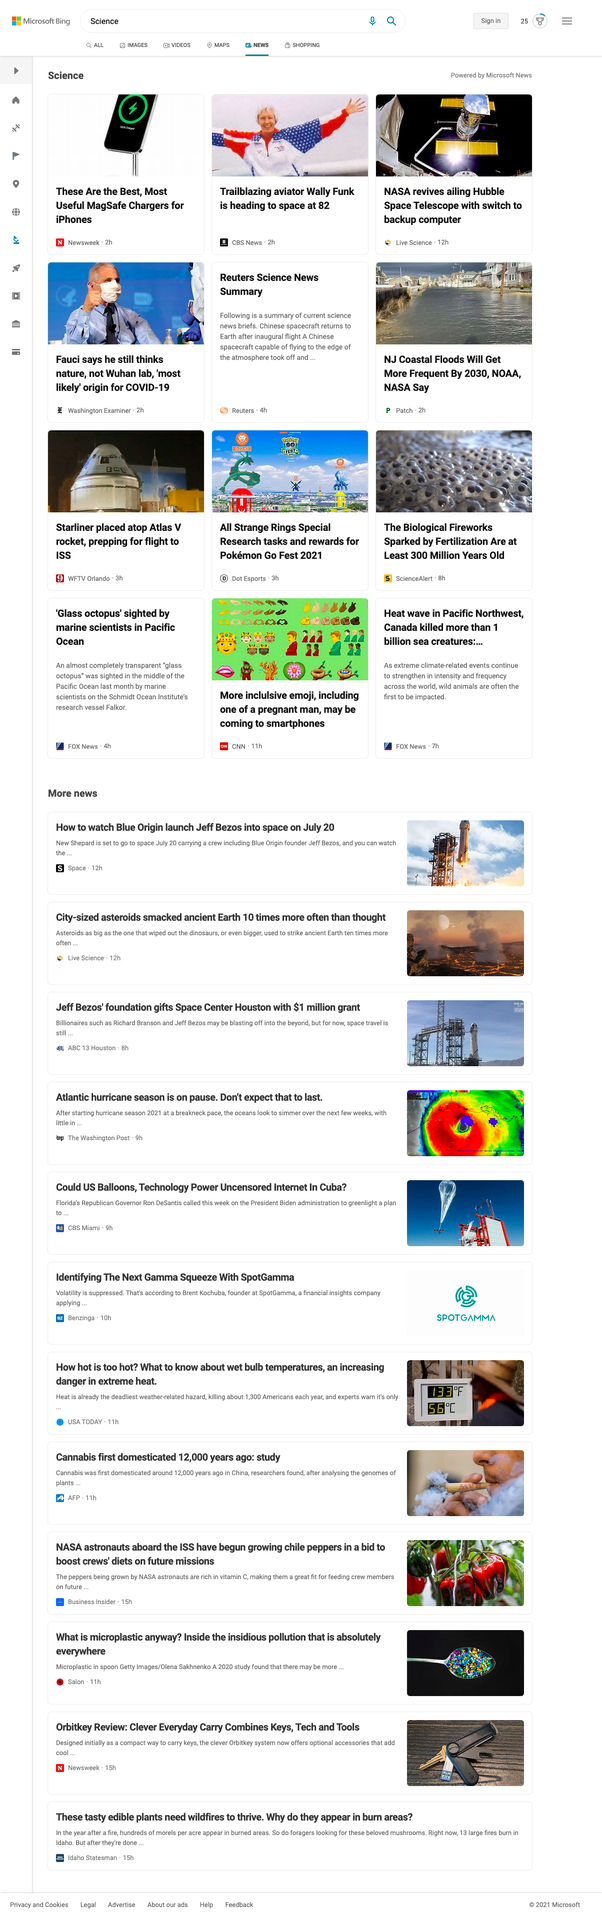 Microsoft Bing
Science
Sign in
25
ALL
IMAGES
VIDEOS
MAPS
NEWS
SHOPPING
Science
Powered by Microsoft News
These Are the Best, Most
Useful MagSafe Chargers for
iPhones
Newsweek · 2h
Trailblazing aviator Wally Funk
is heading to space at 82
CBS News · 2h
NASA revives ailing Hubble
Space Telescope with switch to
backup computer
Live Science · 12h
Fauci says he still thinks
nature, not Wuhan lab, 'most
likely' origin for COVID-19
Washington Examiner · 2h
Reuters Science News
Summary
Following is a summary of current science
news briefs. Chinese spacecraft returns to
Earth after inaugural flight A Chinese
spacecraft capable of flying to the edge of
the atmosphere took off and ...
Reuters · 4h
NJ Coastal Floods Will Get
More Frequent By 2030, NOAA,
NASA Say
Patch · 2h
Starliner placed atop Atlas V
rocket, prepping for flight to
ISS
WFTV Orlando · 3h
All Strange Rings Special
Research tasks and rewards for
Pokémon Go Fest 2021
Dot Esports · 3h
The Biological Fireworks
Sparked by Fertilization Are at
Least 300 Million Years Old
ScienceAlert · 8h
'Glass octopus' sighted by
marine scientists in Pacific
Ocean
An almost completely transparent "glass
octopus" was sighted in the middle of the
Pacific Ocean last month by marine
scientists on the Schmidt Ocean Institute's
research vessel Falkor.
FOX News · 4h
More inclulsive emoji, including
one of a pregnant man, may be
coming to smartphones
CNN · 11h
Heat wave in Pacific Northwest,
Canada killed more than 1
billion sea creatures:...
As extreme climate-related events continue
to strengthen in intensity and frequency
across the world, wild animals are often the
first to be impacted.
FOX News · 7h
More news
How to watch Blue Origin launch Jeff Bezos into space on July 20
New Shepard is set to go to space July 20 carrying a crew including Blue Origin founder Jeff Bezos, and you can watch
the ...
Space · 12h
City-sized asteroids smacked ancient Earth 10 times more often than thought
Asteroids as big as the one that wiped out the dinosaurs, or even bigger, used to strike ancient Earth ten times more
often ...
Live Science · 12h
Jeff Bezos' foundation gifts Space Center Houston with $1 million grant
Billionaires such as Richard Branson and Jeff Bezos may be blasting off into the beyond, but for now, space travel is
still ...
ABC 13 Houston · 8h
Atlantic hurricane season is on pause. Don't expect that to last.
After starting hurricane season 2021 at a breakneck pace, the oceans look to simmer over the next few weeks, with
little in ...
The Washington Post · 9h
Could US Balloons, Technology Power Uncensored Internet In Cuba?
Florida's Republican Governor Ron DeSantis called this week on the President Biden administration to greenlight a plan
to ...
CBS Miami · 9h
Identifying The Next Gamma Squeeze With SpotGamma
Volatility is suppressed. That's according to Brent Kochuba, founder at SpotGamma, a financial insights company
applying ...
Benzinga · 10h
SPOTGAMMA
How hot is too hot? What to know about wet bulb temperatures, an increasing
danger in extreme heat.
Heat is already the deadliest weather-related hazard, killing about 1,300 Americans each year, and experts warn it's only
...
USA TODAY · 11h
133°F
56°C
Cannabis first domesticated 12,000 years ago: study
Cannabis was first domesticated around 12,000 years ago in China, researchers found, after analysing the genomes of
plants ...
AFP · 11h
NASA astronauts aboard the ISS have begun growing chile peppers in a bid to
boost crews' diets on future missions
The peppers being grown by NASA astronauts are rich in vitamin C, making them a great fit for feeding crew members
on future ...
Business Insider · 15h
What is microplastic anyway? Inside the insidious pollution that is absolutely
everywhere
Microplastic in spoon Getty Images/Olena Sakhnenko A 2020 study found that there may be more ...
Salon · 11h
Orbitkey Review: Clever Everyday Carry Combines Keys, Tech and Tools
Designed initially as a compact way to carry keys, the clever Orbitkey system now offers optional accessories that add
cool ...
Newsweek · 15h
These tasty edible plants need wildfires to thrive. Why do they appear in burn areas?
In the year after a fire, hundreds of morels per acre appear in burned areas. So do foragers looking for these beloved mushrooms. Right now, 13 large fires burn in
Idaho. But after they're done ...
Idaho Statesman · 15h
Privacy and Cookies
Legal
Advertise
About our ads
Help
Feedback
© 2021 Microsoft